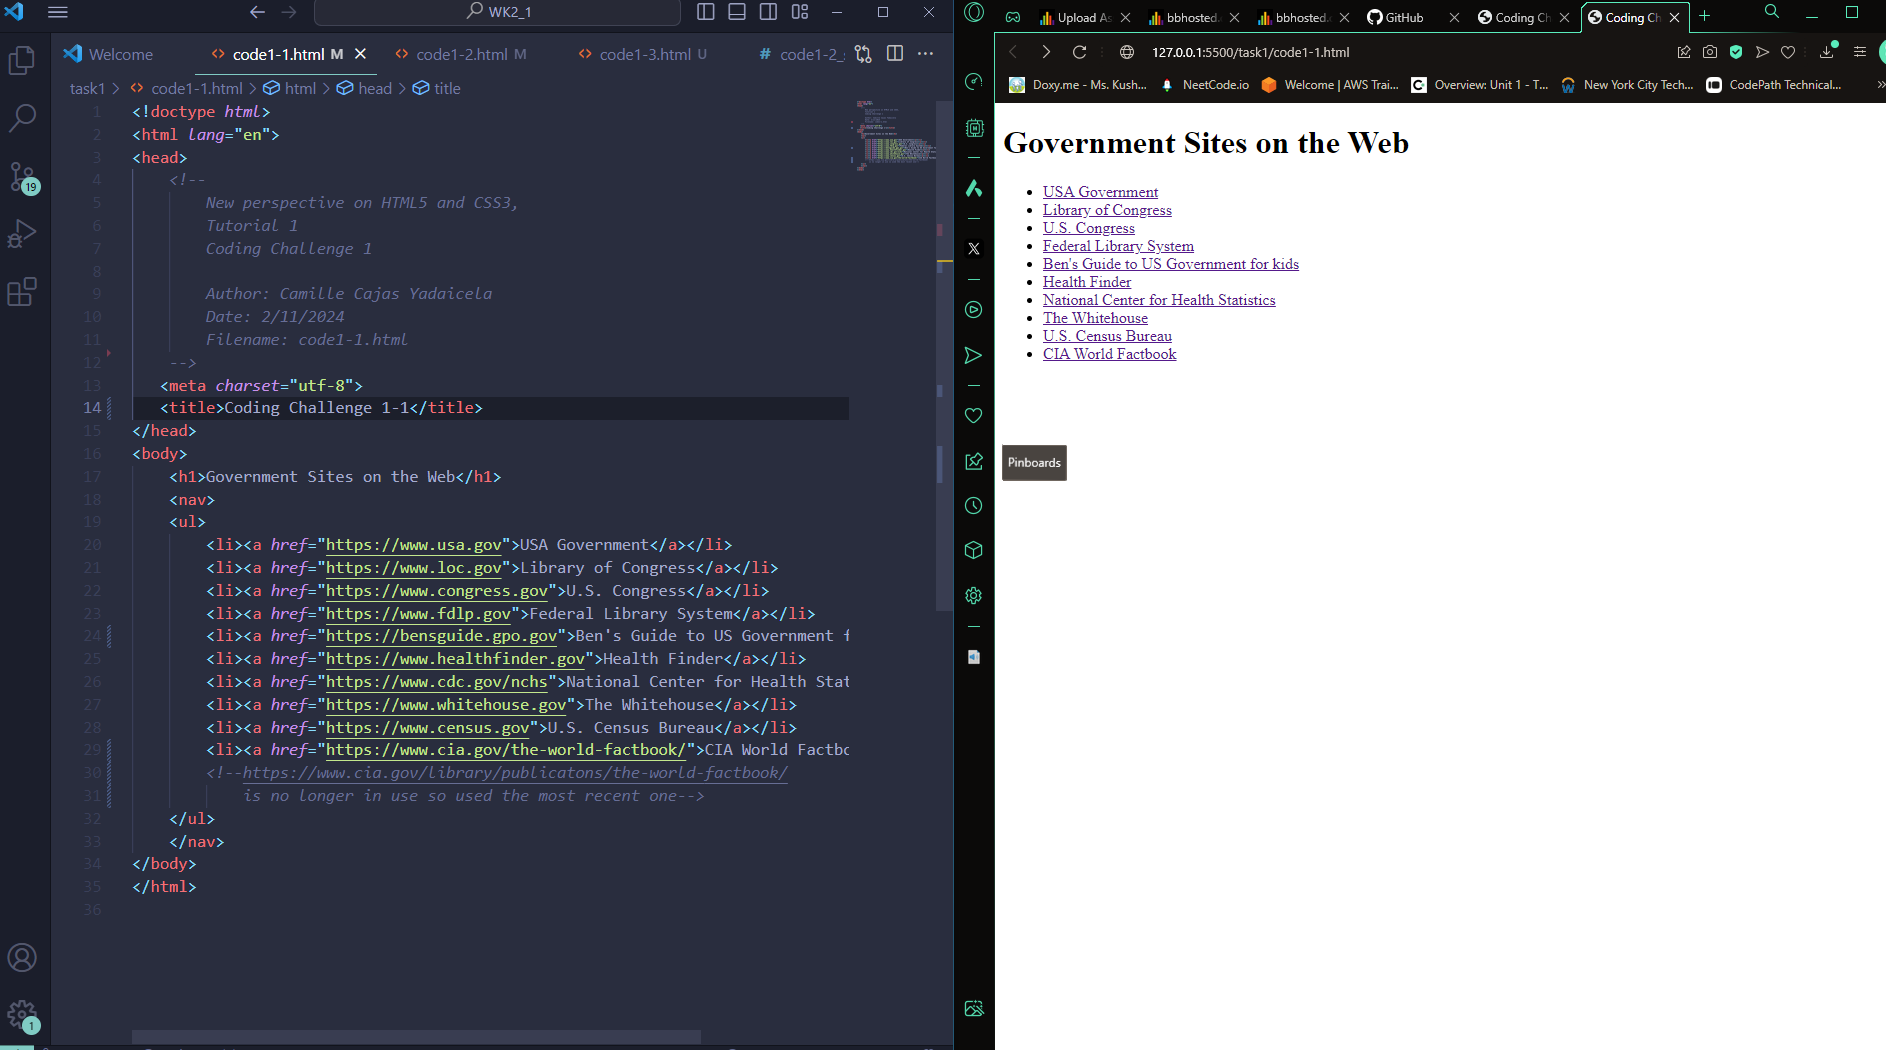 WK2_1
Welcome
code1-1.html M
code1-2.html M
code1-3.html U
# code1-2_
task1 > code1-1.html > html > head > title
1 <!doctype html>
2 <html lang="en">
3 <head>
4 <!--
5 New perspective on HTML5 and CSS3,
6 Tutorial 1
7 Coding Challenge 1
8
9 Author: Camille Cajas Yadaicela
10 Date: 2/11/2024
11 Filename: code1-1.html
12 -->
13 <meta charset="utf-8">
14 <title>Coding Challenge 1-1</title>
15 </head>
16 <body>
17 <h1>Government Sites on the Web</h1>
18 <nav>
19 <ul>
20 <li><a href="https://www.usa.gov">USA Government</a></li>
21 <li><a href="https://www.loc.gov">Library of Congress</a></li>
22 <li><a href="https://www.congress.gov">U.S. Congress</a></li>
23 <li><a href="https://www.fdlp.gov">Federal Library System</a></li>
24 <li><a href="https://bensguide.gpo.gov">Ben's Guide to US Government f
25 <li><a href="https://www.healthfinder.gov">Health Finder</a></li>
26 <li><a href="https://www.cdc.gov/nchs">National Center for Health Stat
27 <li><a href="https://www.whitehouse.gov">The Whitehouse</a></li>
28 <li><a href="https://www.census.gov">U.S. Census Bureau</a></li>
29 <li><a href="https://www.cia.gov/the-world-factbook/">CIA World Factbo
30 <!--https://www.cia.gov/library/publicatons/the-world-factbook/
31 is no longer in use so used the most recent one-->
32 </ul>
33 </nav>
34 </body>
35 </html>
36
19
1
Upload As
bbhosted.
bbhosted.
GitHub
Coding Ch
Coding Ch
127.0.0.1:5500/task1/code1-1.html
Doxy.me - Ms. Kush...
NeetCode.io
Welcome | AWS Trai...
Overview: Unit 1 - T...
New York City Tech...
CodePath Technical...
Government Sites on the Web
USA Government
Library of Congress
U.S. Congress
Federal Library System
Ben's Guide to US Government for kids
Health Finder
National Center for Health Statistics
The Whitehouse
U.S. Census Bureau
CIA World Factbook
Pinboards